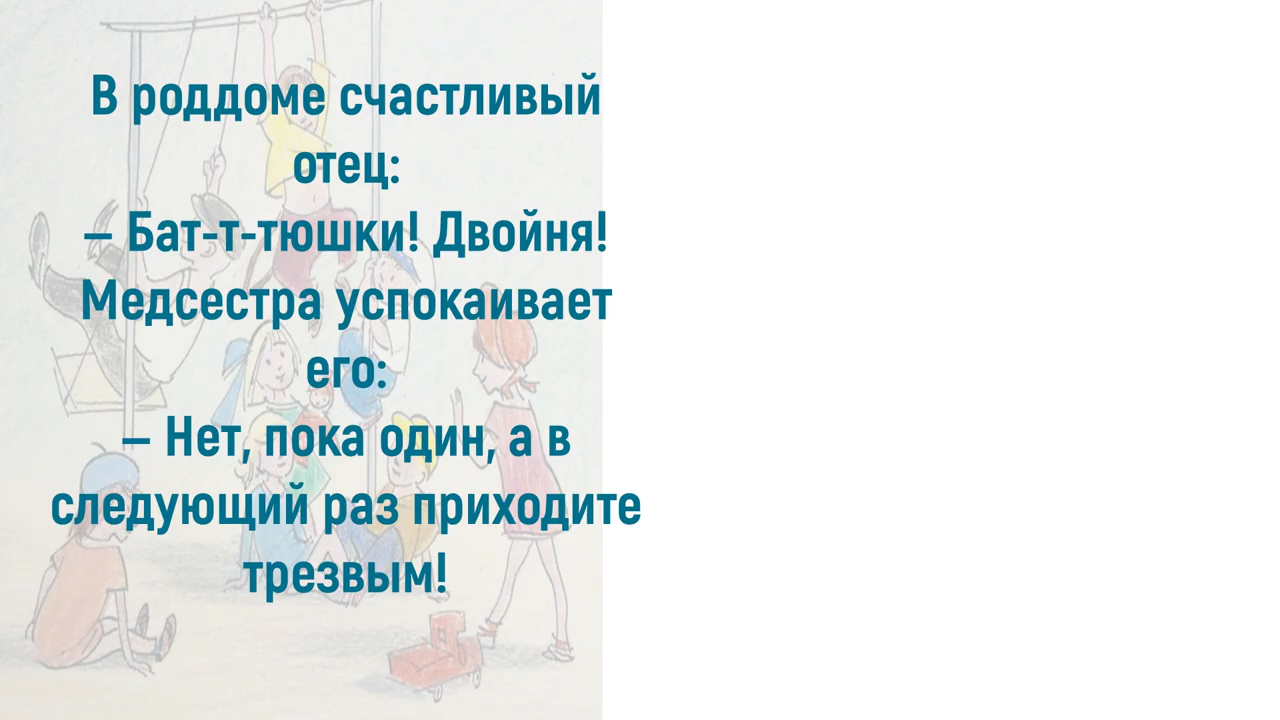 В роддоме счастливый
отец:
– Бат-т-тюшки! Двойня!
Медсестра успокаивает
его:
– Нет, пока один, а в
следующий раз приходите
трезвым!